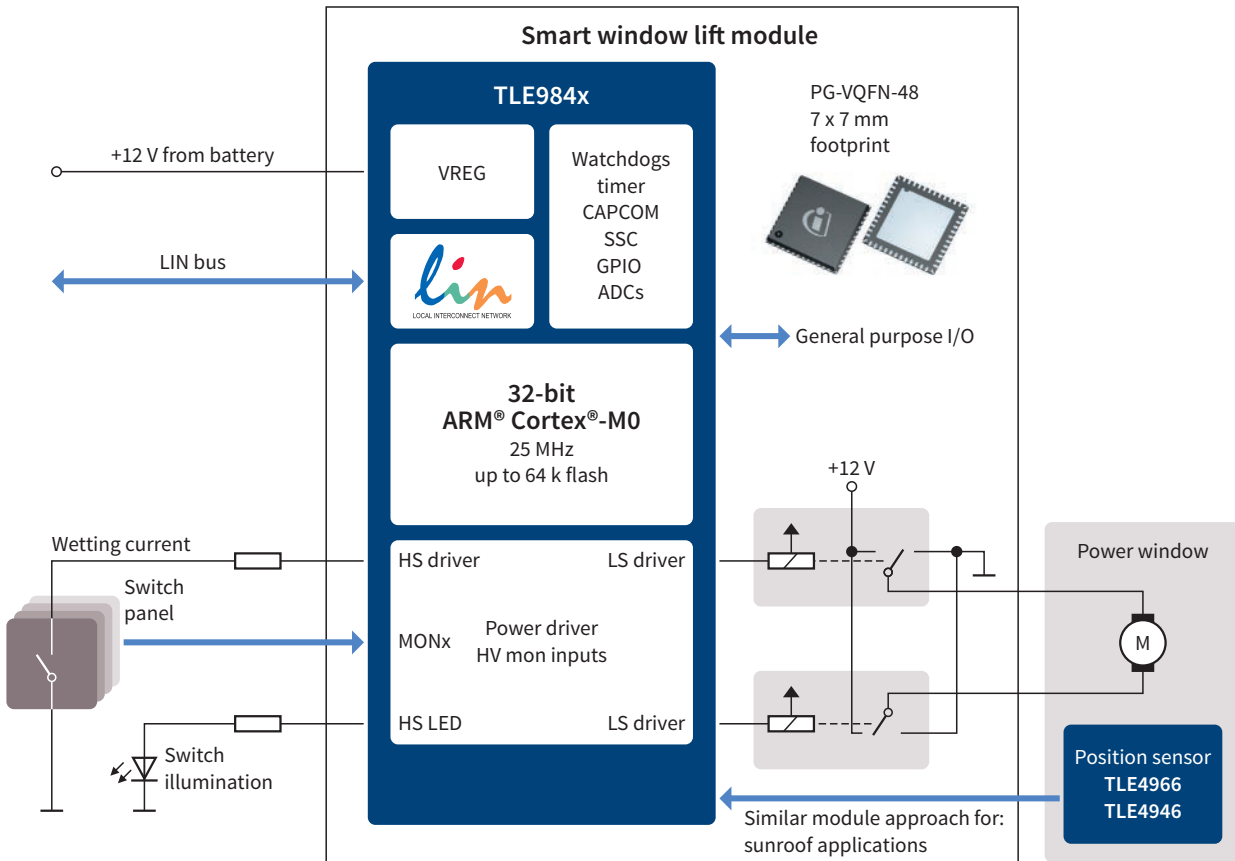 Smart window lift module
TLE984x
PG-VQFN-48
7 x 7 mm
footprint
+12 V from battery
VREG
Watchdogs
timer
CAPCOM
SSC
GPIO
ADCs
LIN bus
lin
LOCAL INTERCONNECT NETWORK
General purpose I/O
32-bit
ARM® Cortex®-M0
25 MHz
up to 64 k flash
+12 V
Wetting current
HS driver
LS driver
Power window
Switch
panel
MONx
Power driver
HV mon inputs
M
HS LED
LS driver
Switch
illumination
Position sensor
TLE4966
TLE4946
Similar module approach for:
sunroof applications